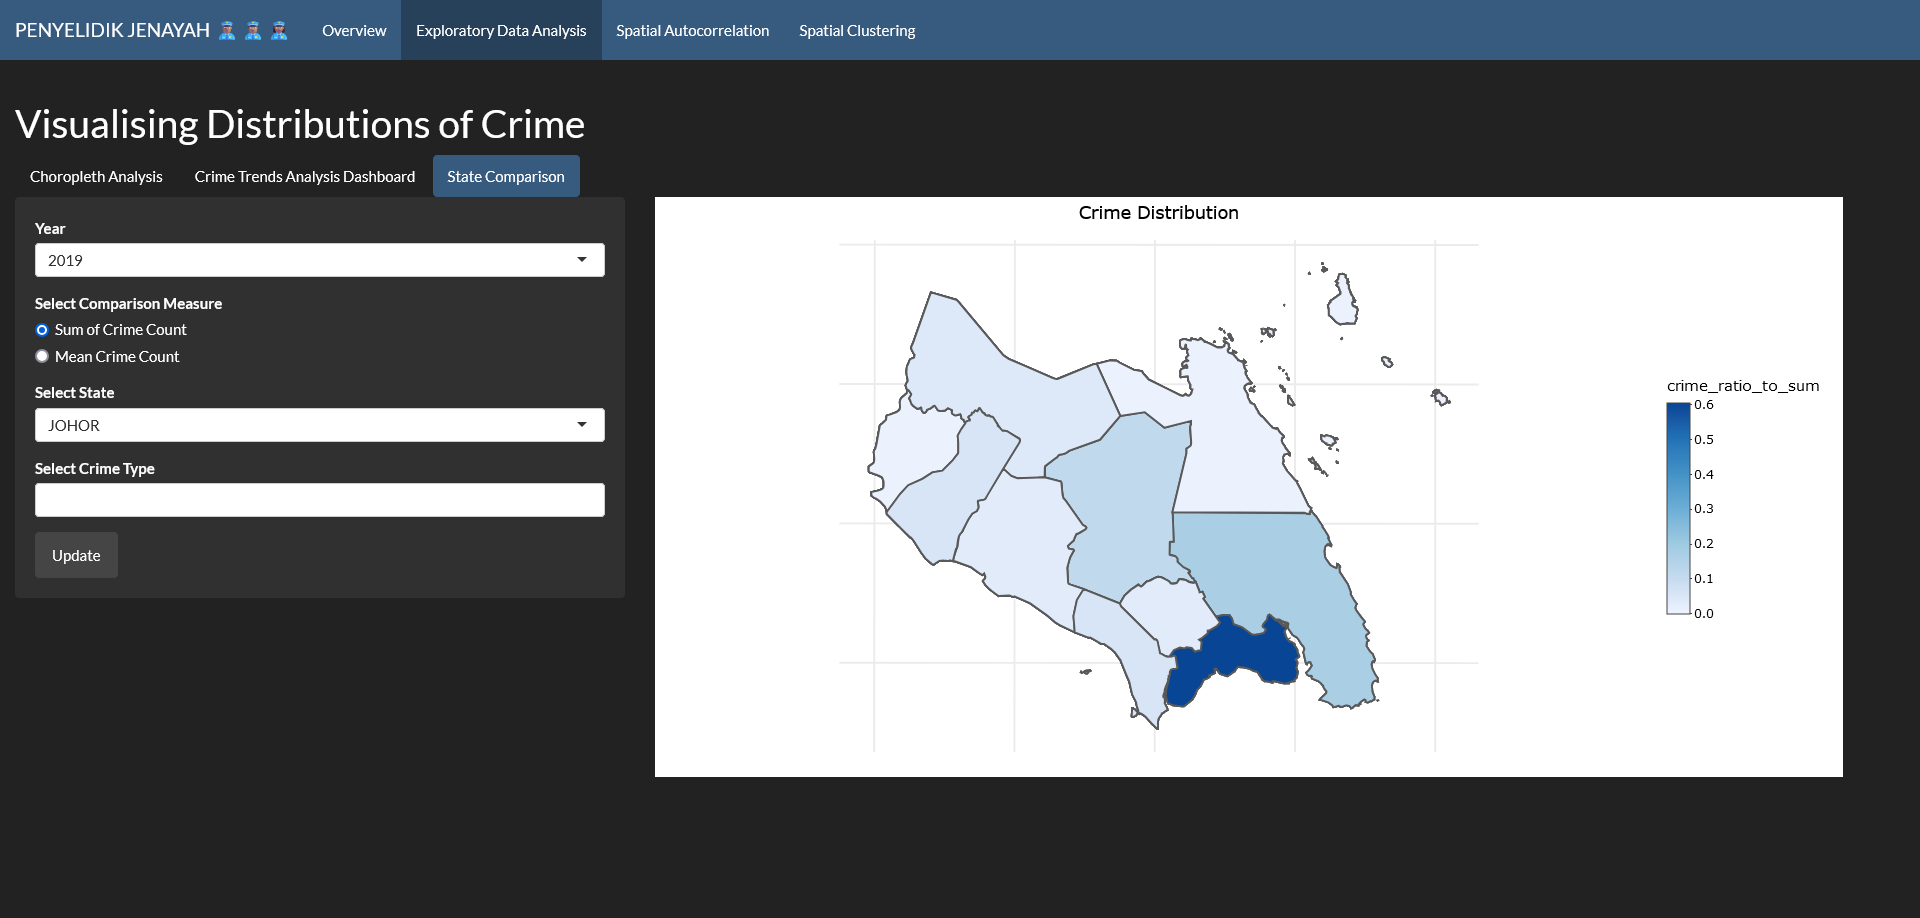 PENYELIDIK JENAYAH
Overview
Exploratory Data Analysis
Spatial Autocorrelation
Spatial Clustering
Visualising Distributions of Crime
Choropleth Analysis
Crime Trends Analysis Dashboard
State Comparison
Year
2019
Select Comparison Measure
Sum of Crime Count
Mean Crime Count
Select State
JOHOR
Select Crime Type
Update
Crime Distribution
crime_ratio_to_sum
0.6
0.5
0.4
0.3
0.2
0.1
0.0